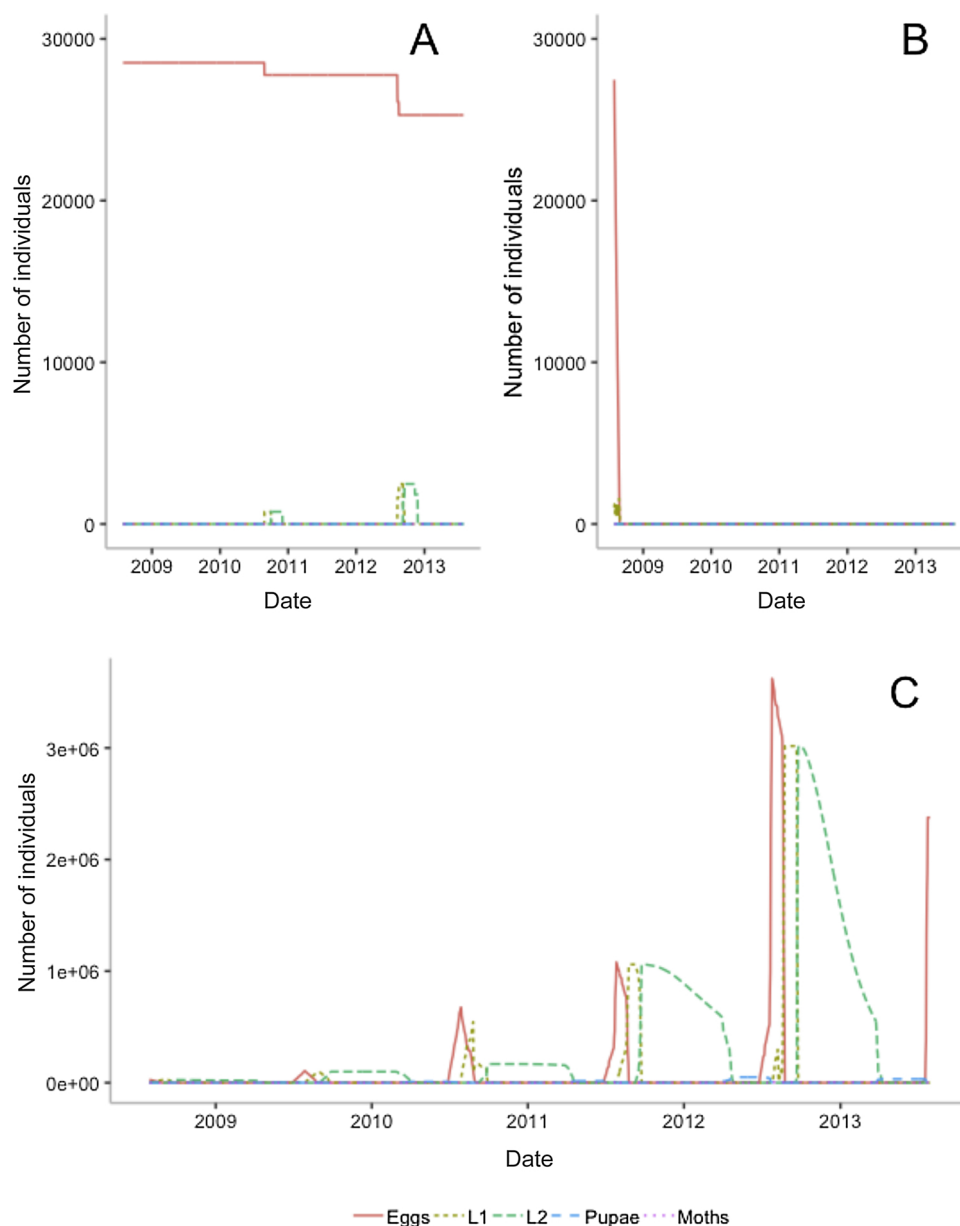 A
30000
20000
10000
0
Number of individuals
2009 2010 2011 2012 2013
Date
B
30000
20000
10000
0
Number of individuals
2009 2010 2011 2012 2013
Date
C
3e+06
2e+06
1e+06
0e+00
Number of individuals
2009 2010 2011 2012 2013
Date
Eggs L1 L2 Pupae Moths